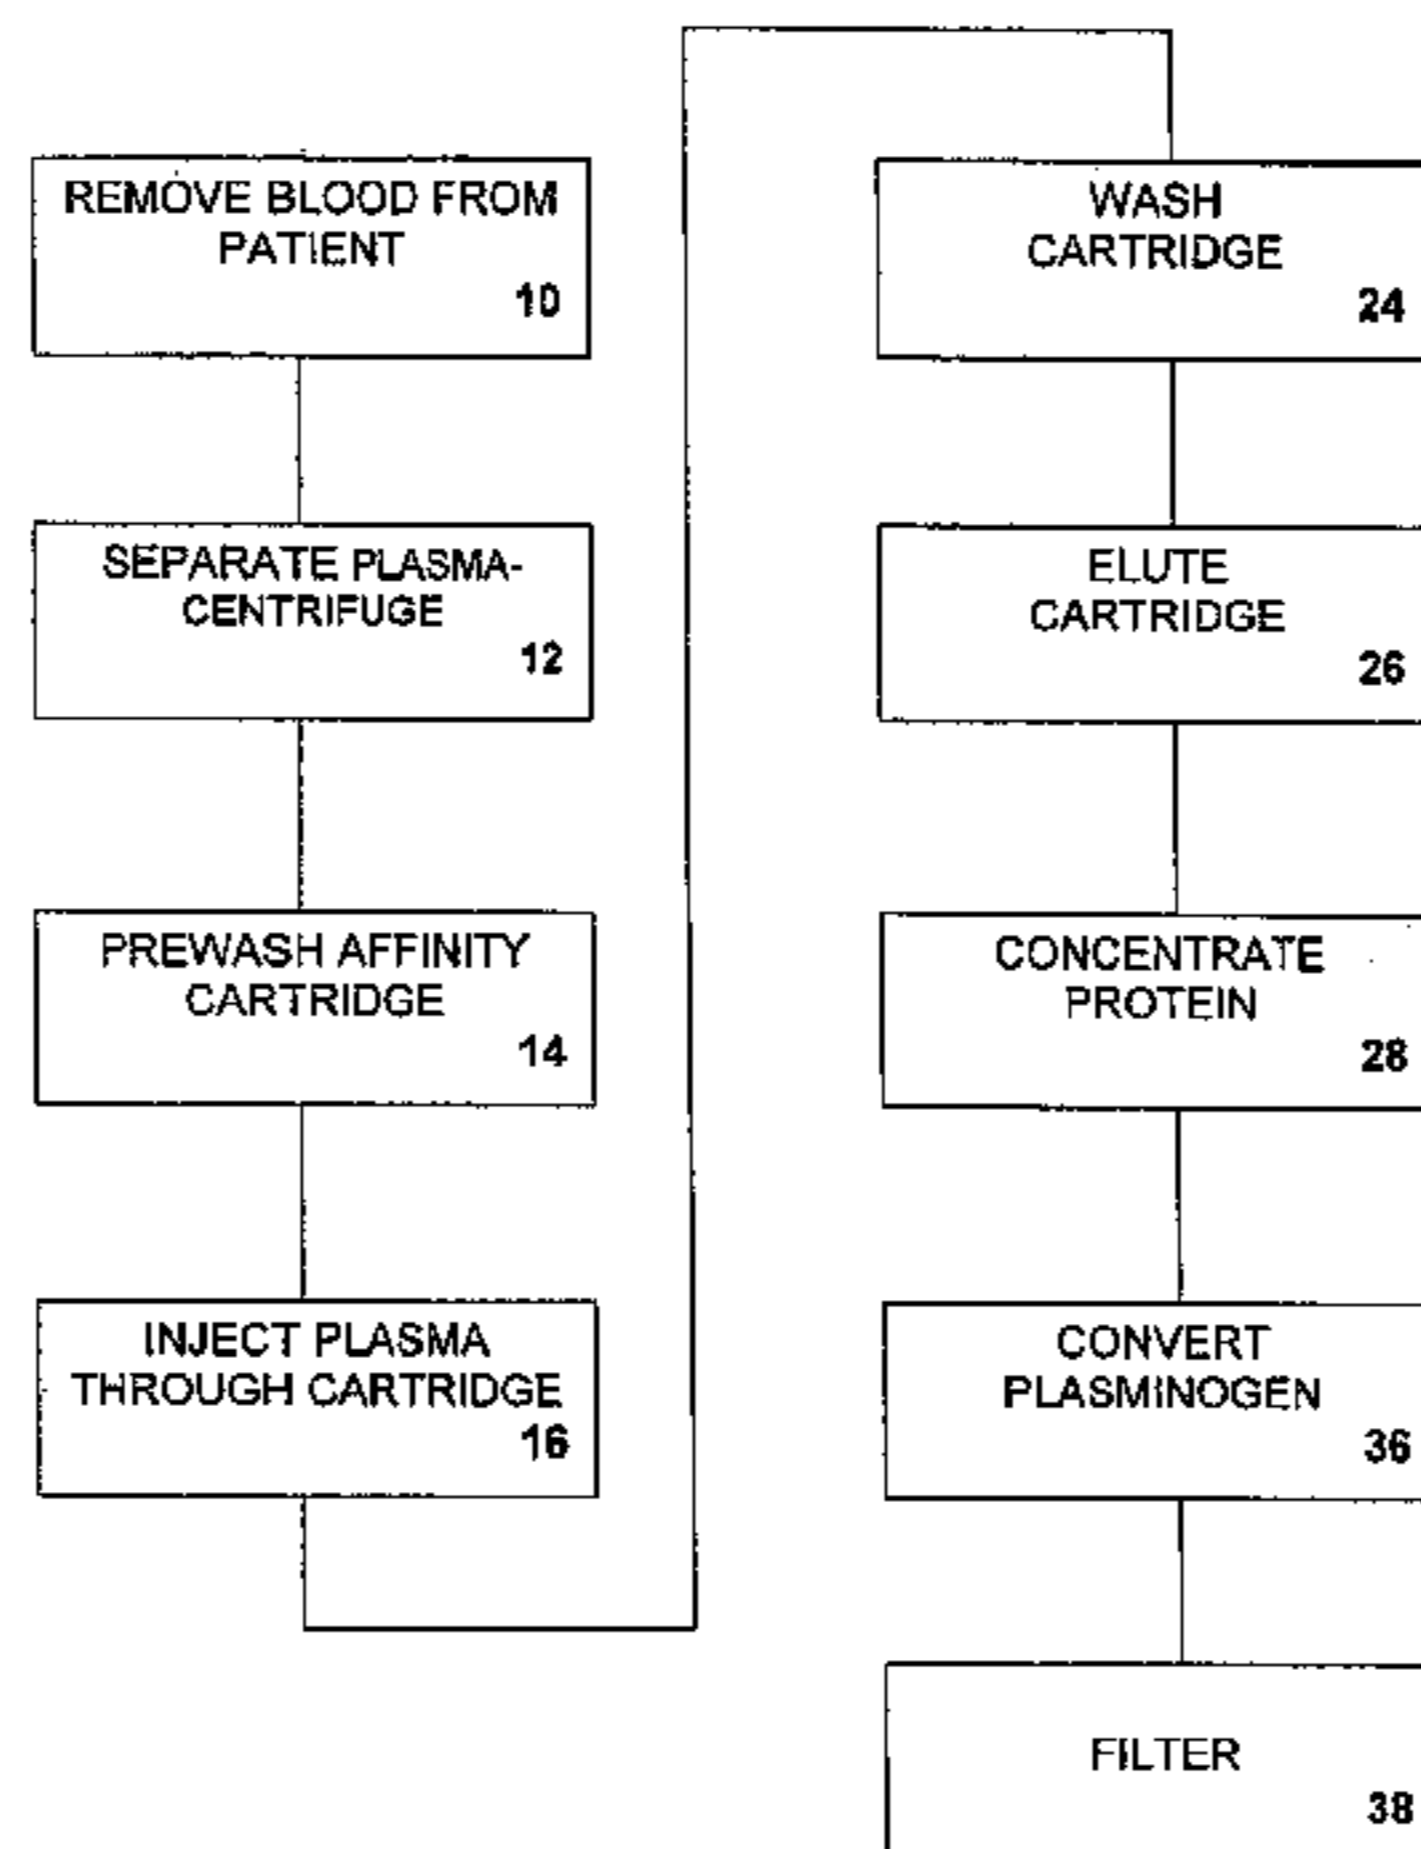 REMOVE BLOOD FROM
PATIENT
10
SEPARATE PLASMA-
CENTRIFUGE
12
PREWASH AFFINITY
CARTRIDGE
14
INJECT PLASMA
THROUGH CARTRIDGE
16
WASH
CARTRIDGE
24
ELUTE
CARTRIDGE
26
CONCENTRATE
PROTEIN
28
CONVERT
PLASMINOGEN
36
FILTER
38